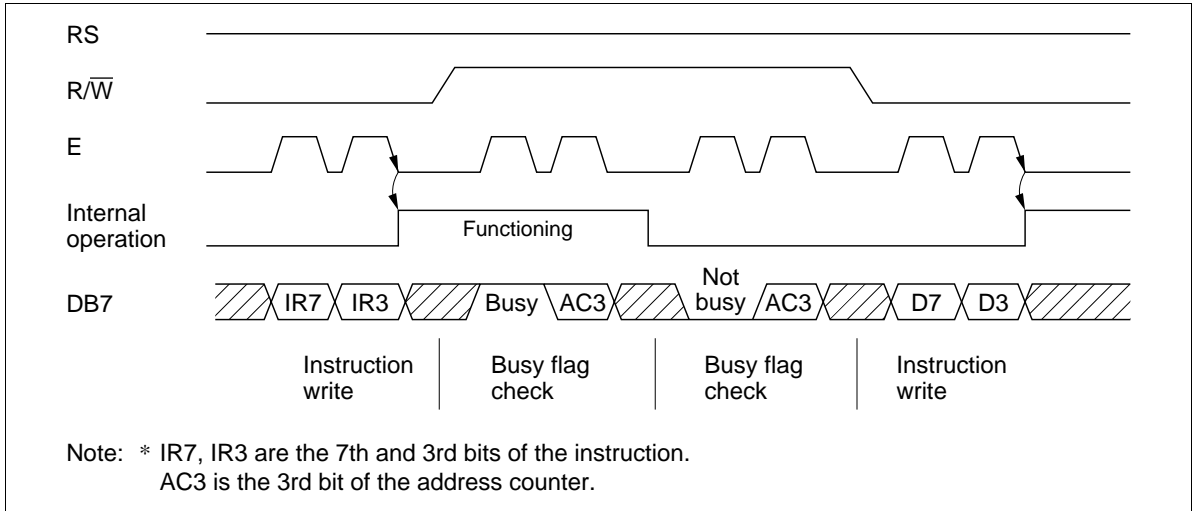 RS
R/W̅
E
Internal
operation
Functioning
DB7
IR7 IR3 Busy AC3 Not busy AC3 D7 D3
Instruction
write
Busy flag
check
Busy flag
check
Instruction
write
Note: * IR7, IR3 are the 7th and 3rd bits of the instruction.
AC3 is the 3rd bit of the address counter.